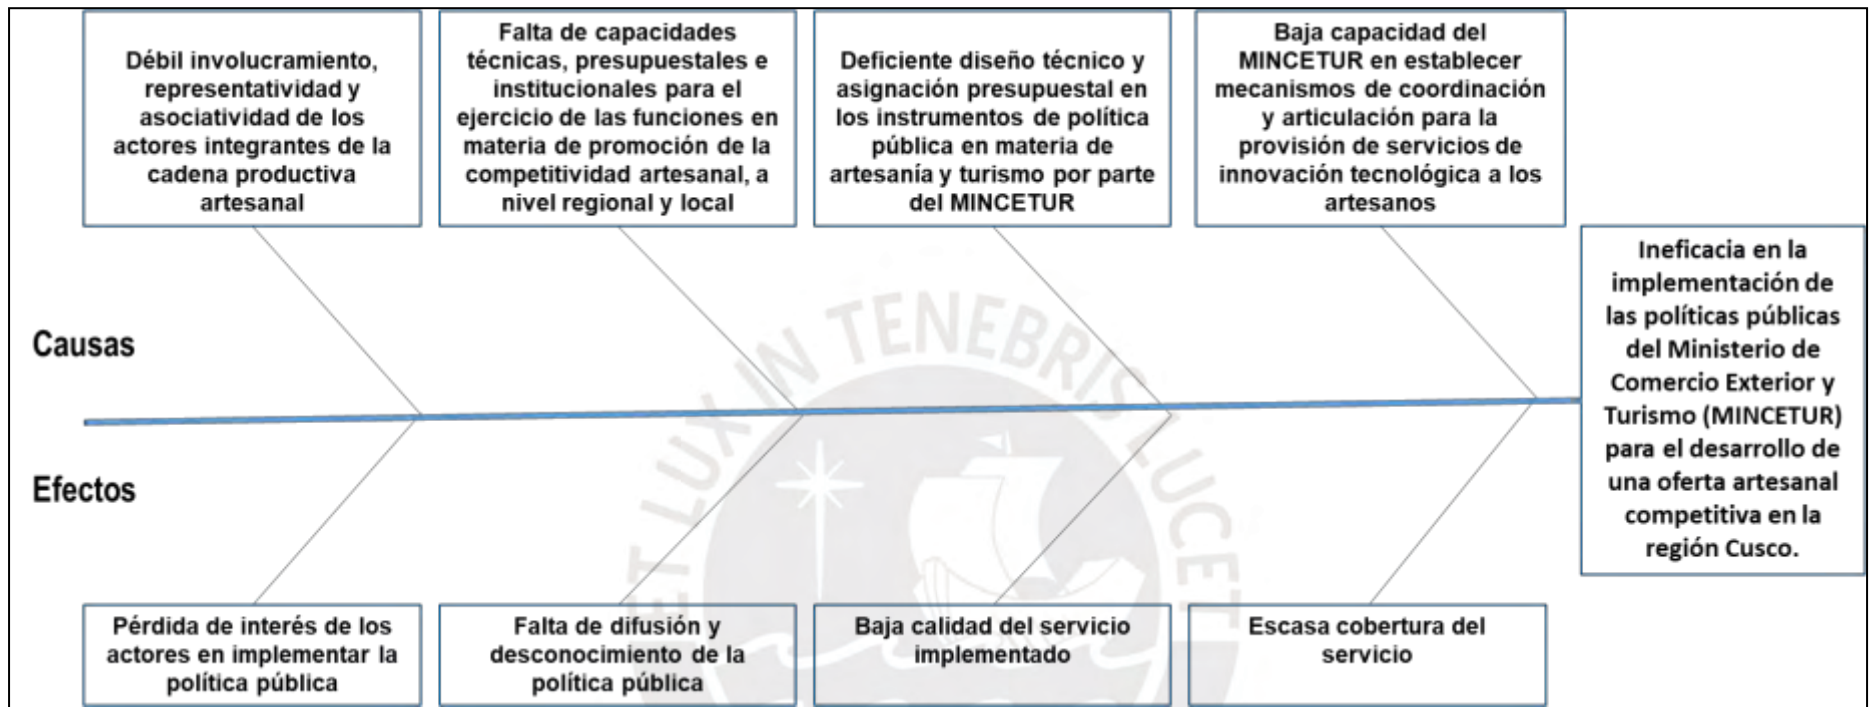 Débil involucramiento,
representatividad y
asociatividad de los
actores integrantes de la
cadena productiva
artesanal
Falta de capacidades
técnicas, presupuestales e
institucionales para el
ejercicio de las funciones en
materia de promoción de la
competitividad artesanal, a
nivel regional y local
Deficiente diseño técnico y
asignación presupuestal en
los instrumentos de política
pública en materia de
artesanía y turismo por parte
del MINCETUR
Baja capacidad del
MINCETUR en establecer
mecanismos de coordinación
y articulación para la
provisión de servicios de
innovación tecnológica a los
artesanos
Ineficacia en la
implementación de
las políticas públicas
del Ministerio de
Comercio Exterior y
Turismo (MINCETUR)
para el desarrollo de
una oferta artesanal
competitiva en la
región Cusco.
Causas
Efectos
ET LUX IN TENEBRIS LUCET
Pérdida de interés de los
actores en implementar la
política pública
Falta de difusión y
desconocimiento de la
política pública
Baja calidad del servicio
implementado
Escasa cobertura del
servicio